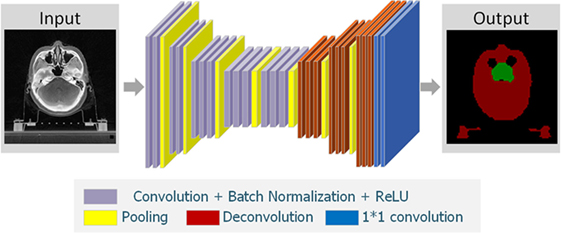 Input
Output
Convolution + Batch Normalization + ReLU
Pooling
Deconvolution
1*1 convolution